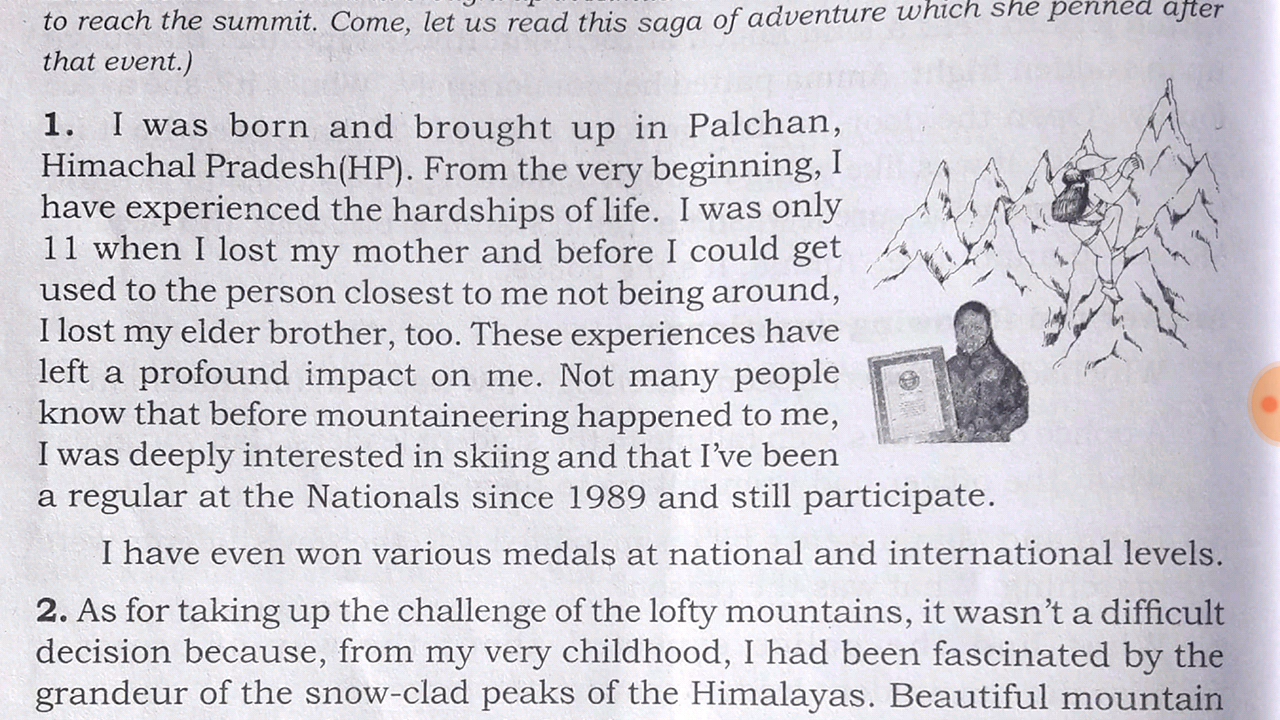 to reach the summit. Come, let us read this saga of adventure which she penned after
that event.)
1. I was born and brought up in Palchan,
Himachal Pradesh(HP). From the very beginning, I
have experienced the hardships of life. I was only
11 when I lost my mother and before I could get
used to the person closest to me not being around,
I lost my elder brother, too. These experiences have
left a profound impact on me. Not many people
know that before mountaineering happened to me,
I was deeply interested in skiing and that I've been
a regular at the Nationals since 1989 and still participate.
I have even won various medals at national and international levels.
2. As for taking up the challenge of the lofty mountains, it wasn't a difficult
decision because, from my very childhood, I had been fascinated by the
grandeur of the snow-clad peaks of the Himalayas. Beautiful mountain